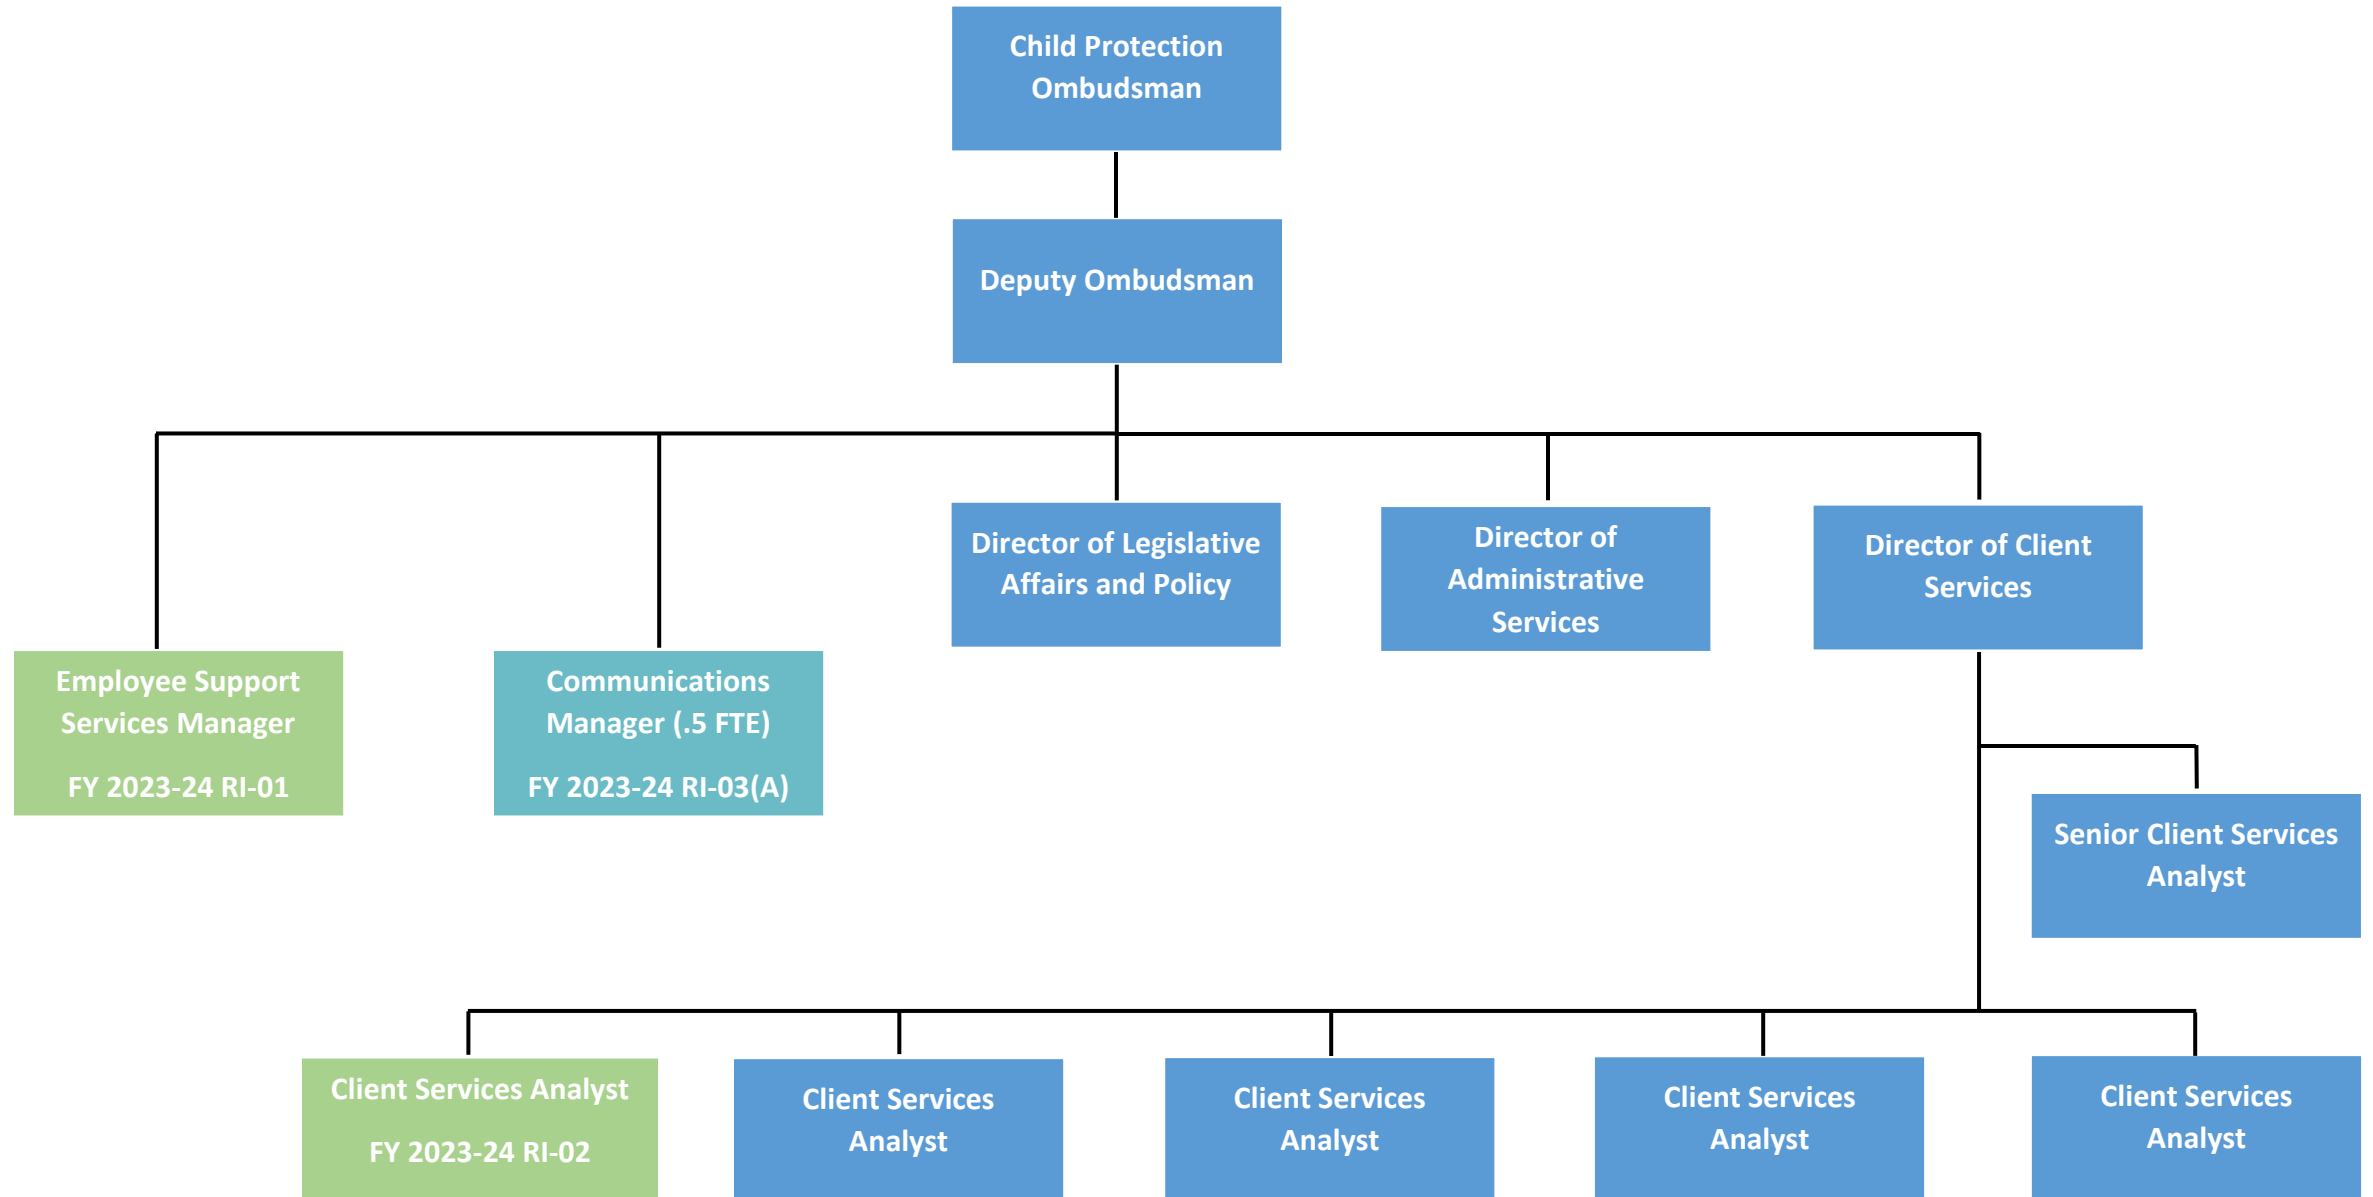 Child Protection
Ombudsman
Deputy Ombudsman
Director of Legislative
Affairs and Policy
Director of
Administrative
Services
Director of Client
Services
Employee Support
Services Manager
FY 2023-24 RI-01
Communications
Manager (.5 FTE)
FY 2023-24 RI-03(A)
Senior Client Services
Analyst
Client Services Analyst
FY 2023-24 RI-02
Client Services
Analyst
Client Services
Analyst
Client Services
Analyst
Client Services
Analyst